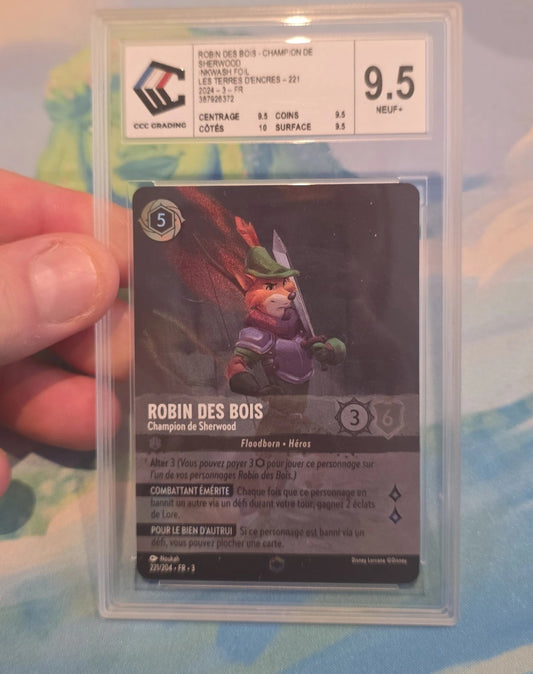 ROBIN DES BOIS - CHAMPION DE
SHERWOOD
INKWASH FOIL
LES TERRES D'ENCRES - 221
2024 - 3 - FR
387926372
CENTRAGE 9.5 COINS 9.5
CÔTÉS 10 SURFACE 9.5
CCC GRADING
9.5
NEUF+
5
ROBIN DES BOIS
Champion de Sherwood
3
6
Floodborn • Héros
Alter 3 (Vous pouvez payer 3 pour jouer ce personnage sur
l'un de vos personnages Robin des Bois.)
COMBATTANT ÉMÉRITE Chaque fois que ce personnage en
bannit un autre via un défi durant votre tour, gagnez 2 éclats
de Lore.
POUR LE BIEN D'AUTRUI Si ce personnage est banni via un
défi, vous pouvez piocher une carte.
Noukah
221/204 • FR • 3
Disney Lorcana ©Disney